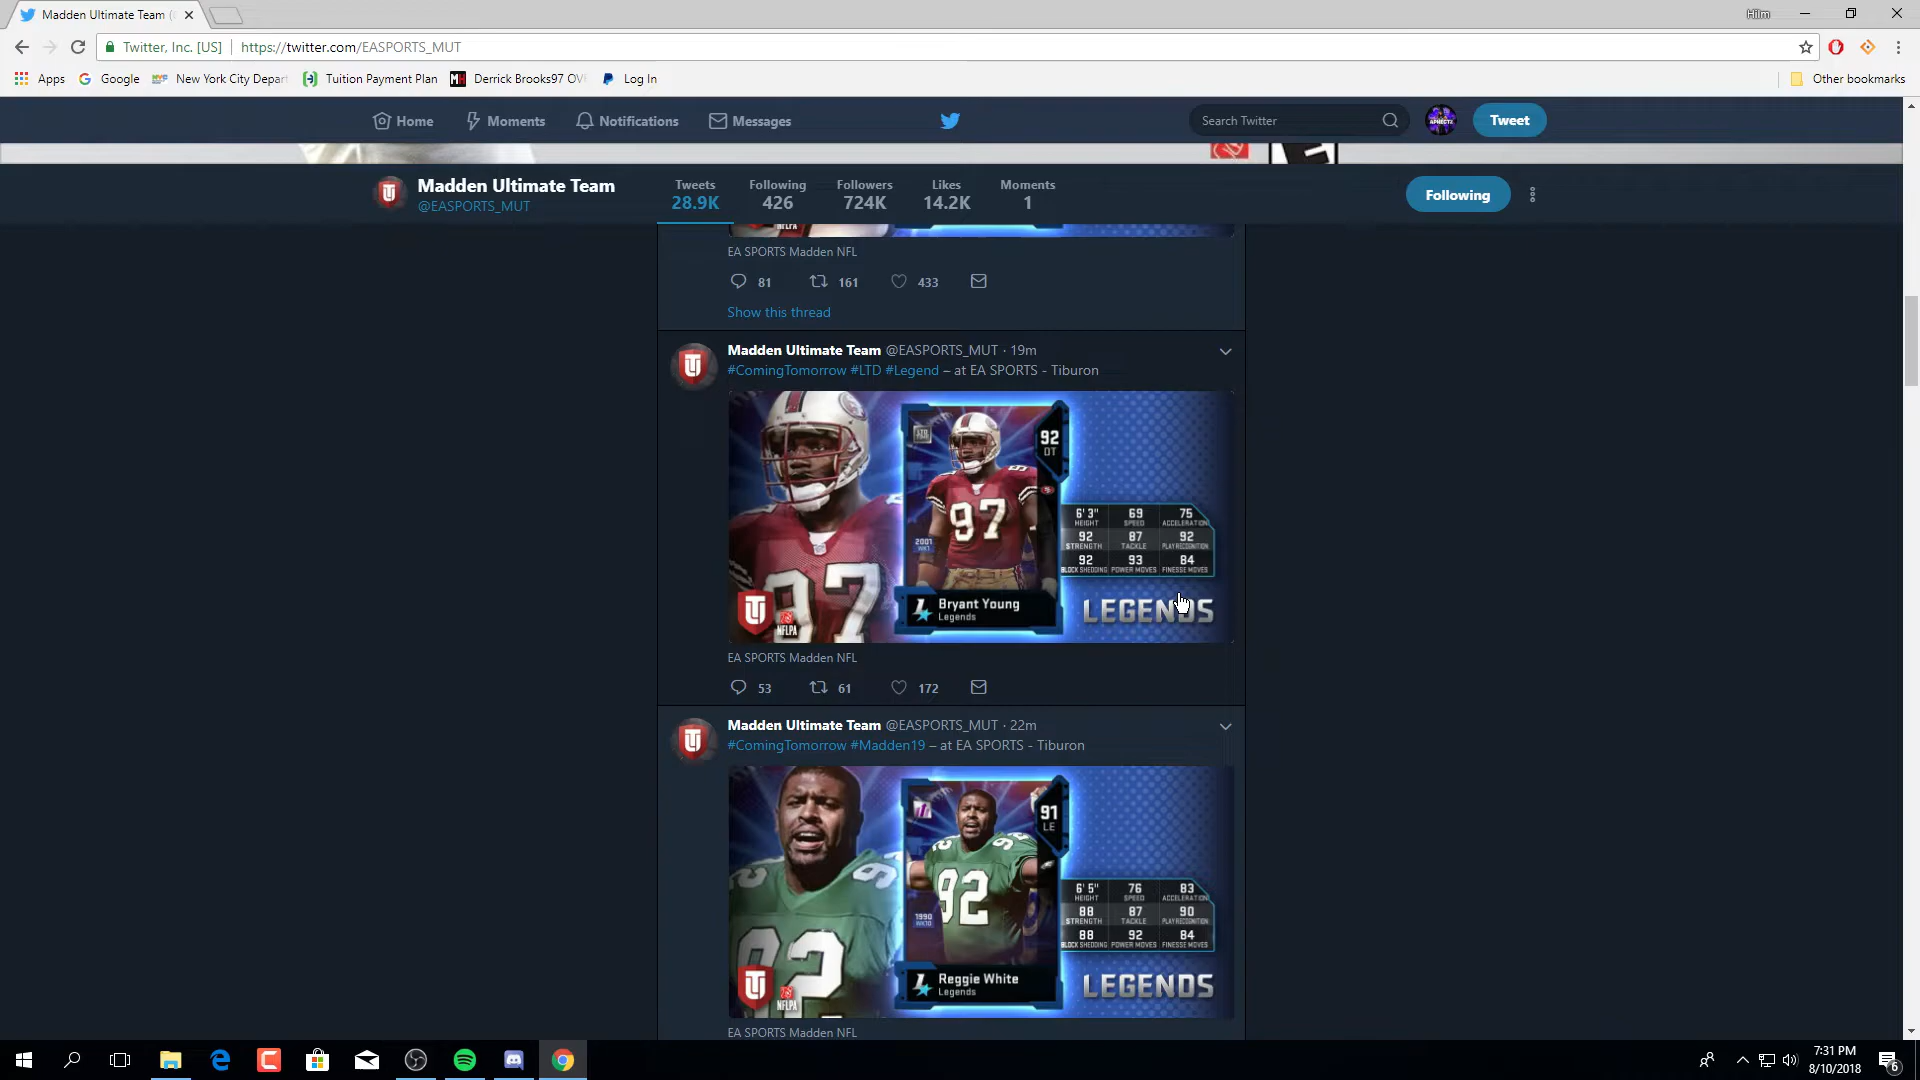 Madden Ultimate Team (
Hilm
Twitter, Inc. [US] https://twitter.com/EASPORTS_MUT
Apps Google New York City Depart Tuition Payment Plan Derrick Brooks97 OV Log In Other bookmarks
Home Moments Notifications Messages Search Twitter Tweet
Madden Ultimate Team
@EASPORTS_MUT
Tweets Following Followers Likes Moments
28.9K 426 724K 14.2K 1
Following
EA SPORTS Madden NFL
81 161 433
Show this thread
Madden Ultimate Team @EASPORTS_MUT · 19m
#ComingTomorrow #LTD #Legend – at EA SPORTS - Tiburon
92
DT
97
97
2001
6' 3" 69 75
HEIGHT SPEED ACCELERATION
92 87 92
STRENGTH TACKLE PLAY RECOGNITION
92 93 84
BLOCK SHEDDING POWER MOVES FINESSE MOVES
Bryant Young
Legends
LEGENDS
NFLPA
EA SPORTS Madden NFL
53 61 172
Madden Ultimate Team @EASPORTS_MUT · 22m
#ComingTomorrow #Madden19 – at EA SPORTS - Tiburon
91
LE
92
92
1990
6' 5" 76 83
HEIGHT SPEED ACCELERATION
88 87 90
STRENGTH TACKLE PLAY RECOGNITION
88 92 84
BLOCK SHEDDING POWER MOVES FINESSE MOVES
Reggie White
Legends
LEGENDS
NFLPA
EA SPORTS Madden NFL
7:31 PM
8/10/2018
6